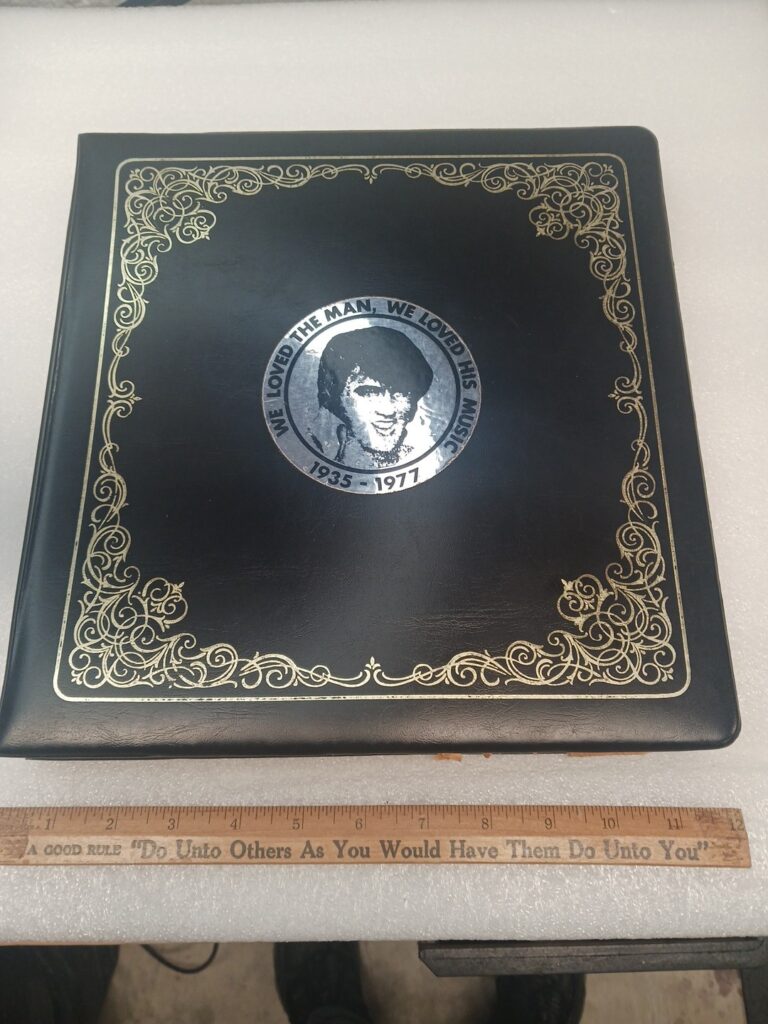 WE LOVED THE MAN, WE LOVED HIS MUSIC
1935 - 1977
1 2 3 4 5 6 7 8 9 10 11 12
A GOOD RULE "Do Unto Others As You Would Have Them Do Unto You"